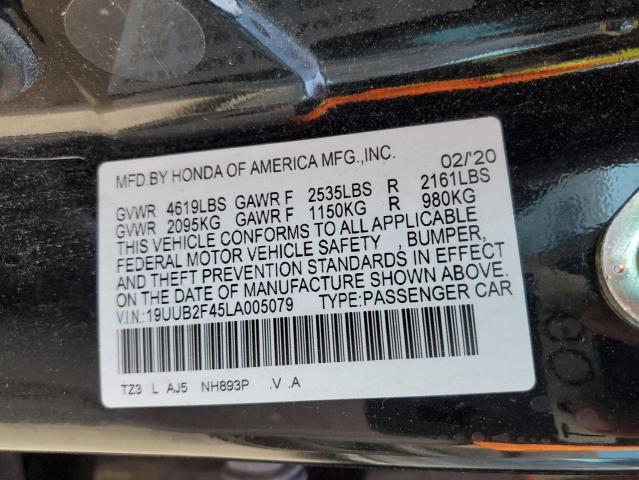 MFD.BY HONDA OF AMERICA MFG.,INC. 02/'20
GVWR 4619LBS GAWR F 2535LBS R 2161LBS
GVWR 2095KG GAWR F 1150KG R 980KG
THIS VEHICLE CONFORMS TO ALL APPLICABLE
FEDERAL MOTOR VEHICLE SAFETY , BUMPER,
AND THEFT PREVENTION STANDARDS IN EFFECT
ON THE DATE OF MANUFACTURE SHOWN ABOVE.
V.I.N.:19UUB2F45LA005079 TYPE:PASSENGER CAR
TZ3 L AJ5 NH893P .V .A